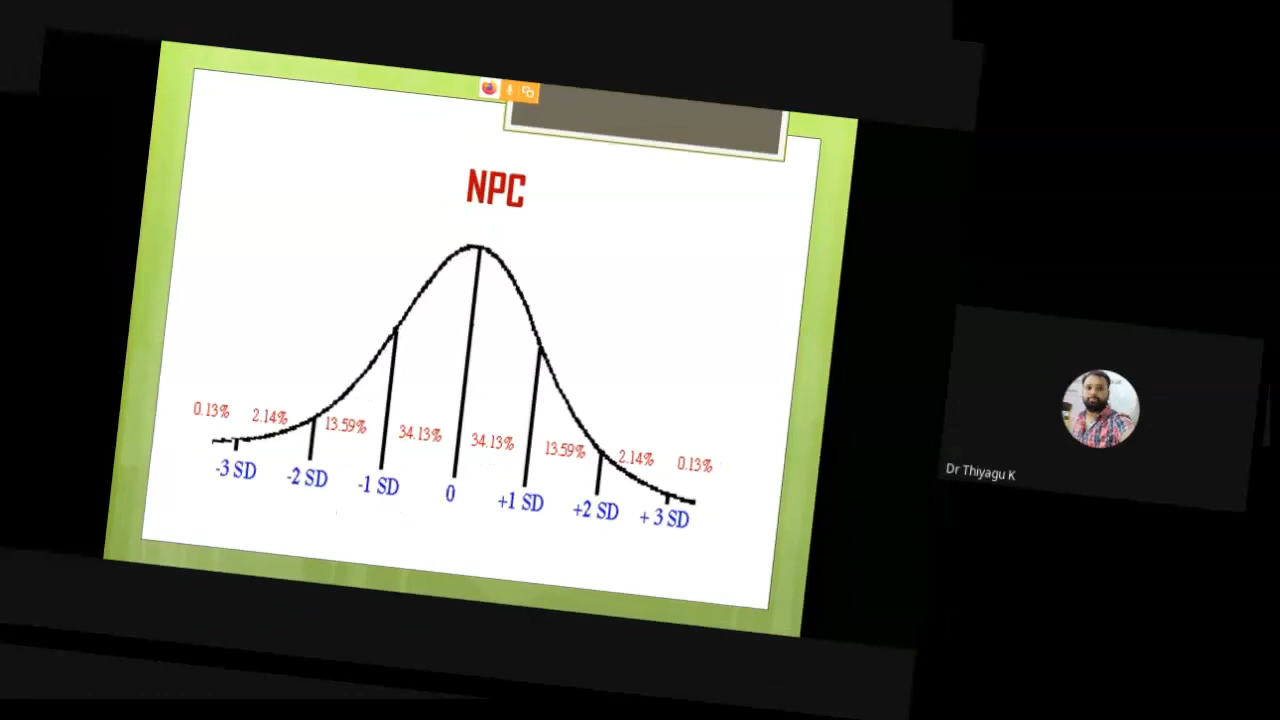 NPC
0.13% 2.14% 13.59% 34.13% 34.13% 13.59% 2.14% 0.13%
-3 SD -2 SD -1 SD 0 +1 SD +2 SD + 3 SD
Dr Thiyagu K